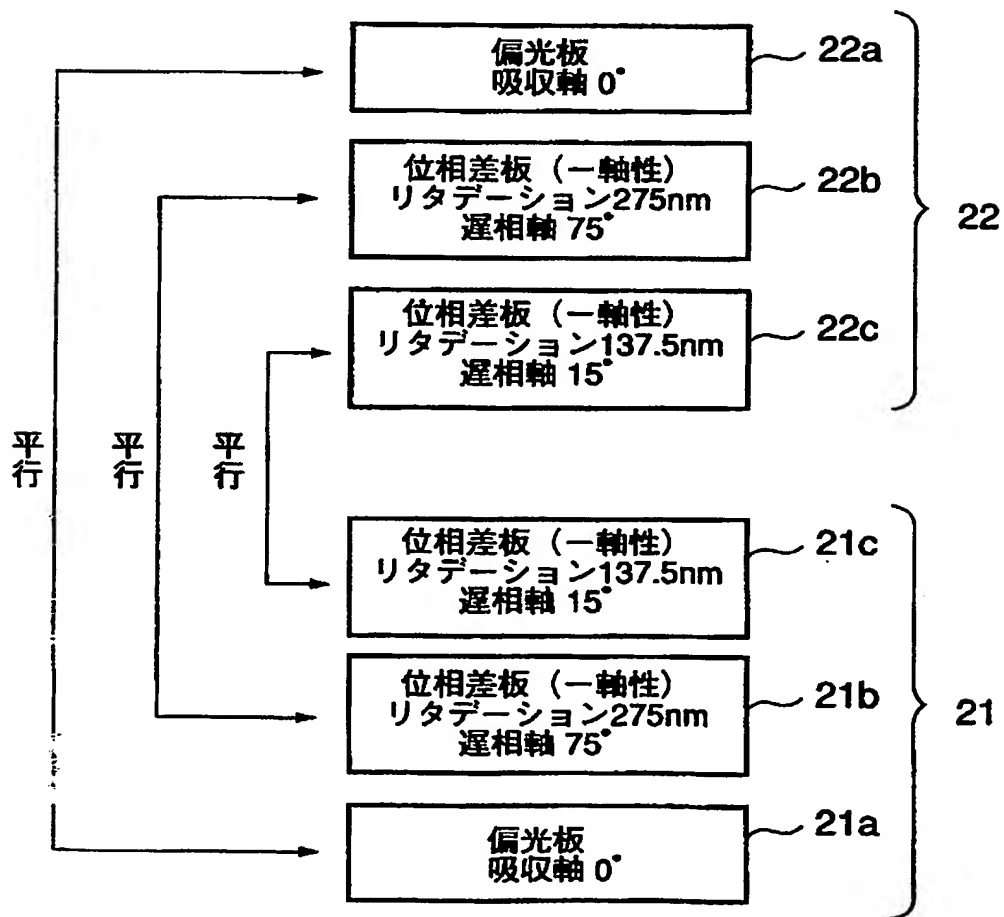 偏光板
吸収軸 0°
22a
位相差板（一軸性）
リタデーション275nm
遅相軸 75°
22b
22
位相差板（一軸性）
リタデーション137.5nm
遅相軸 15°
22c
平行
平行
平行
位相差板（一軸性）
リタデーション137.5nm
遅相軸 15°
21c
位相差板（一軸性）
リタデーション275nm
遅相軸 75°
21b
21
偏光板
吸収軸 0°
21a